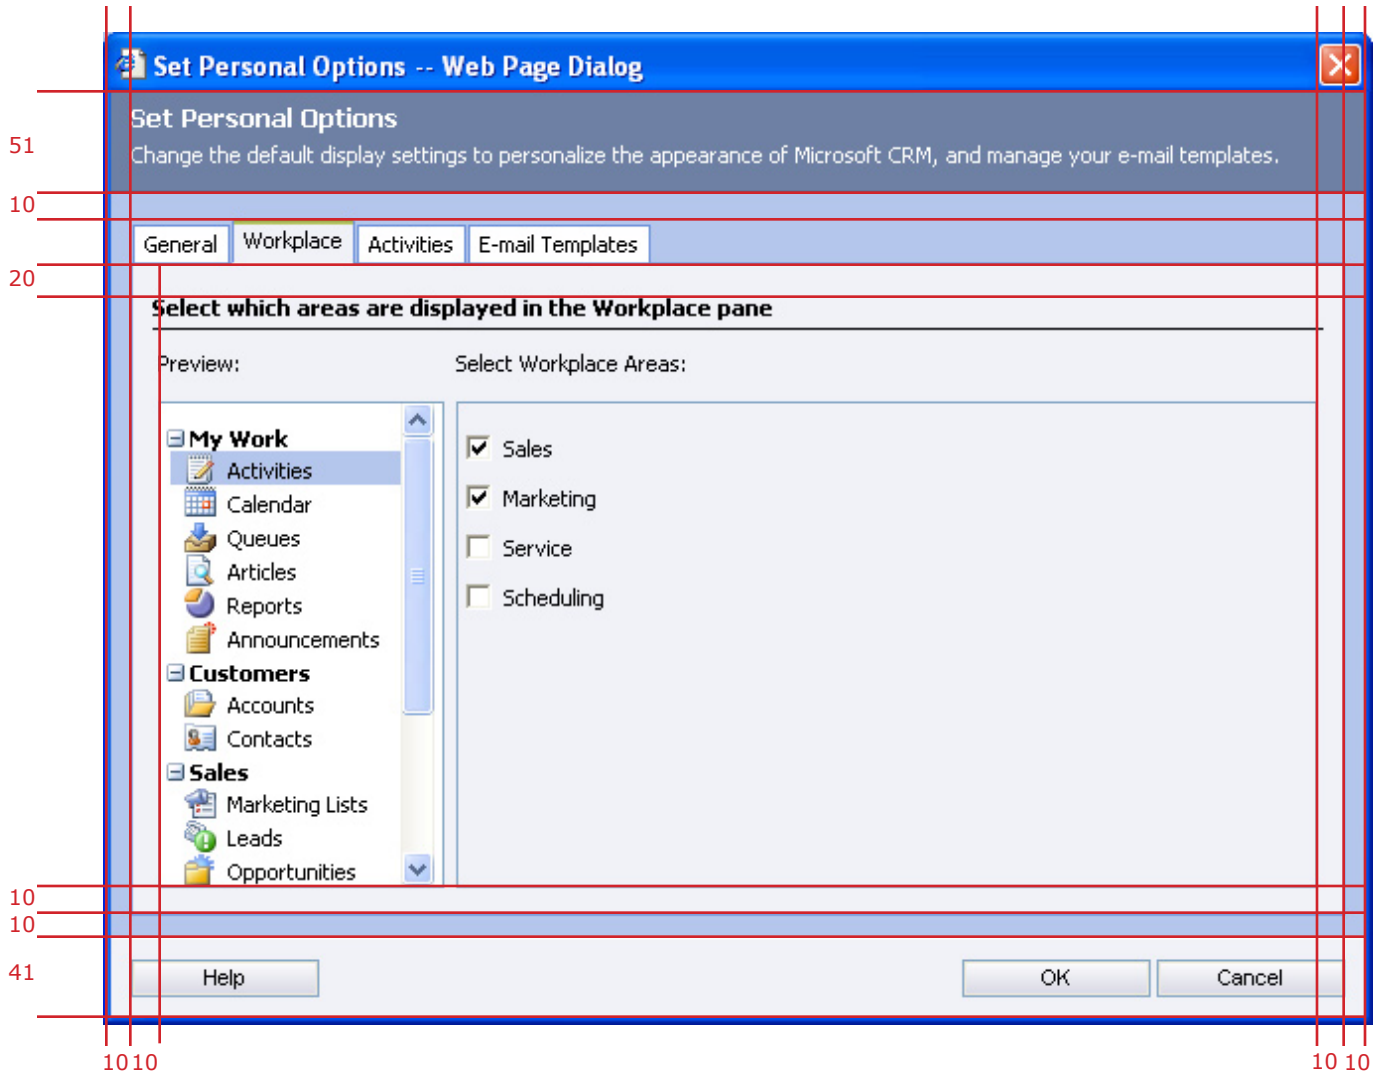 Set Personal Options -- Web Page Dialog
Set Personal Options
51
Change the default display settings to personalize the appearance of Microsoft CRM, and manage your e-mail templates.
10
General Workplace Activities E-mail Templates
20
Select which areas are displayed in the Workplace pane
Preview: Select Workplace Areas:
My Work
Activities
Calendar
Queues
Articles
Reports
Announcements
Customers
Accounts
Contacts
Sales
Marketing Lists
Leads
Opportunities
Sales
Marketing
Service
Scheduling
10
10
41
Help OK Cancel
10 10 10 10